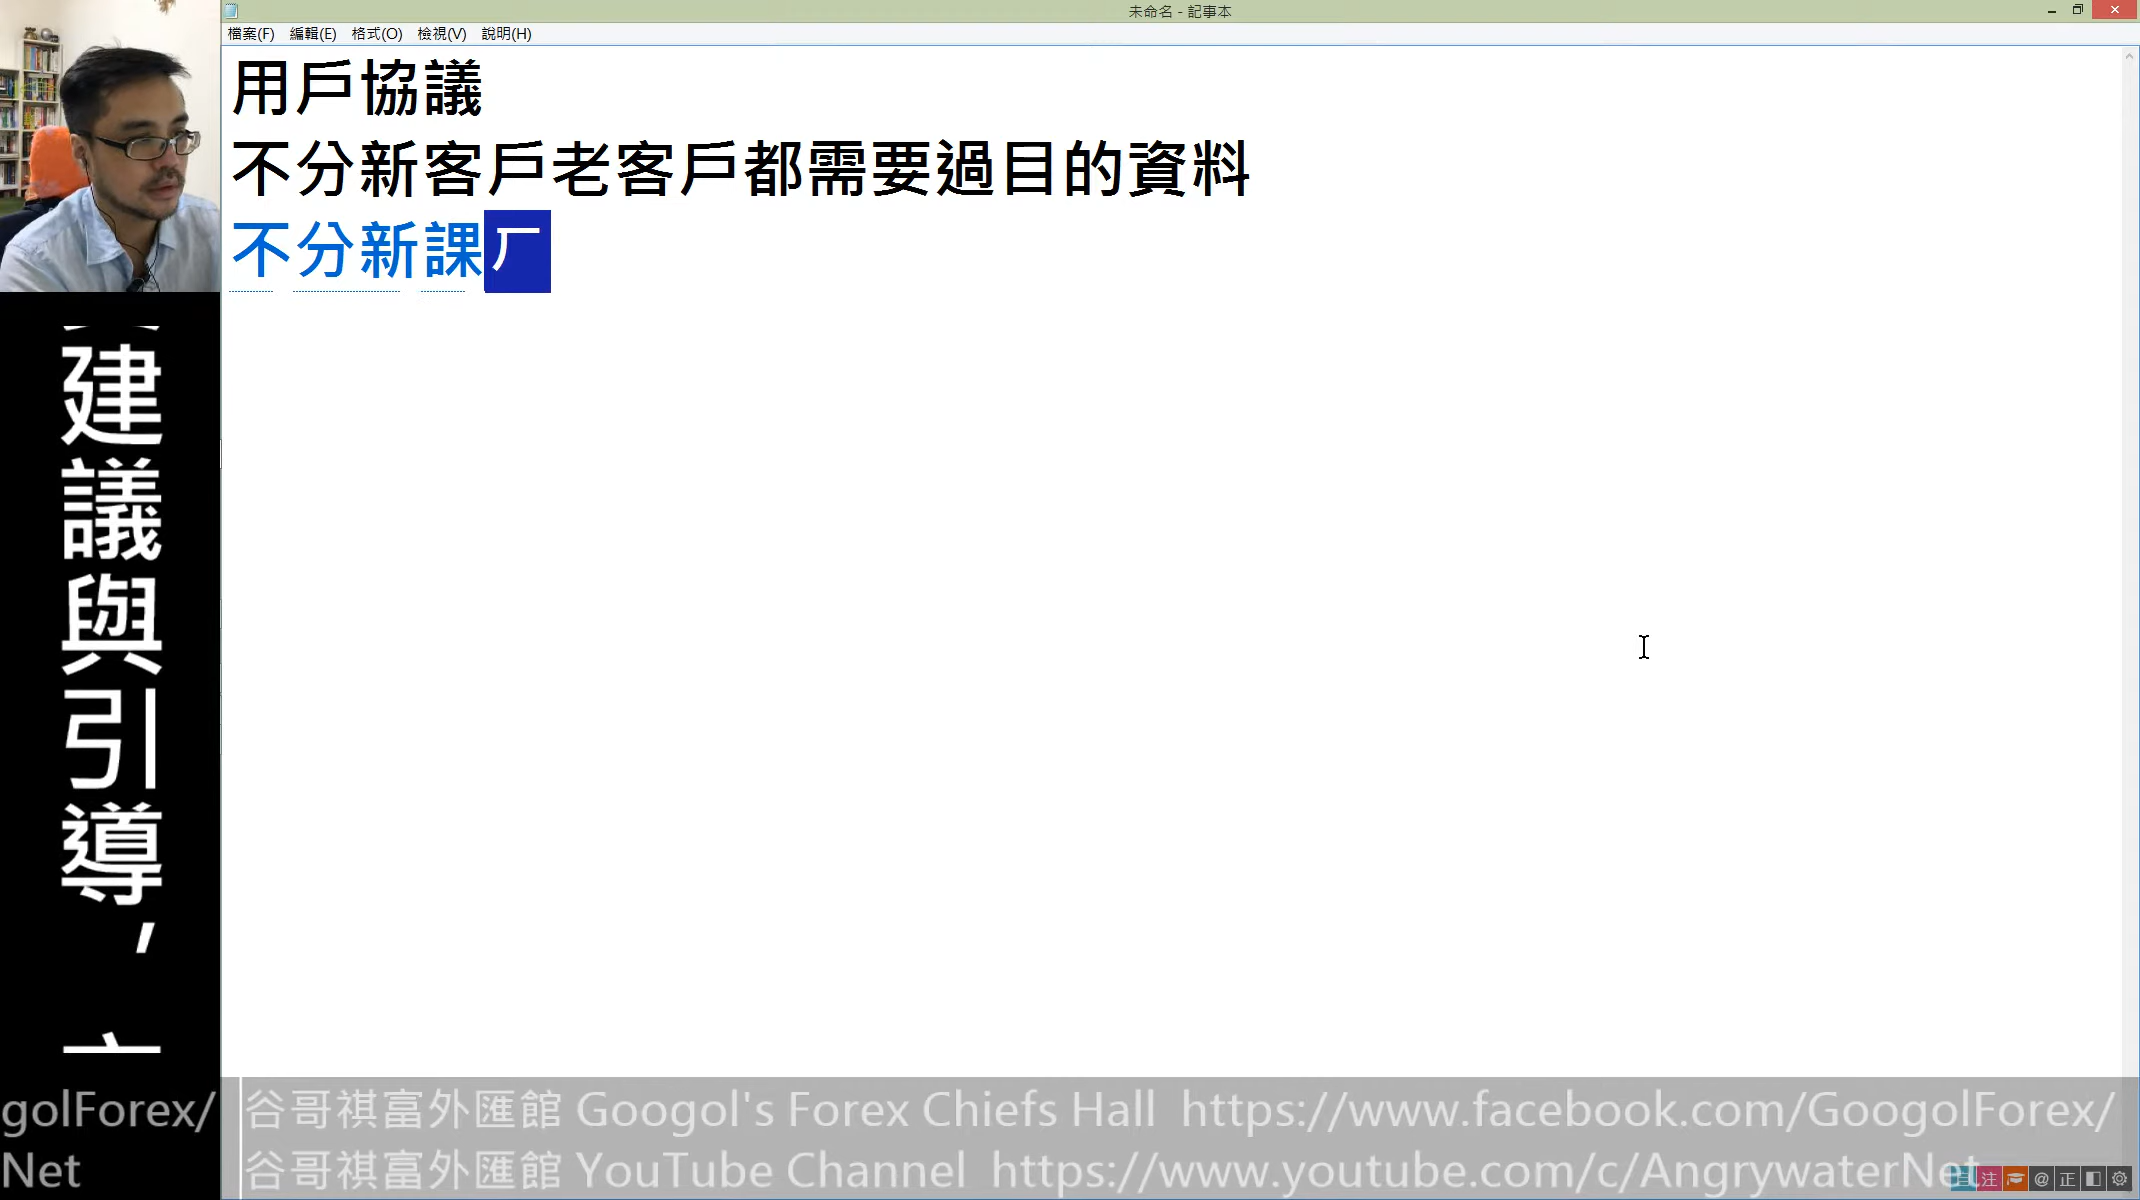 未命名 - 記事本
檔案(F) 編輯(E) 格式(O) 檢視(V) 說明(H)
用戶協議
不分新客戶老客戶都需要過目的資料
不分新課ㄏ
建議與引導，
golForex/
Net
谷哥祺富外匯館 Googol's Forex Chiefs Hall https://www.facebook.com/GoogolForex/
谷哥祺富外匯館 YouTube Channel https://www.youtube.com/c/AngrywaterNet
注 @ 正